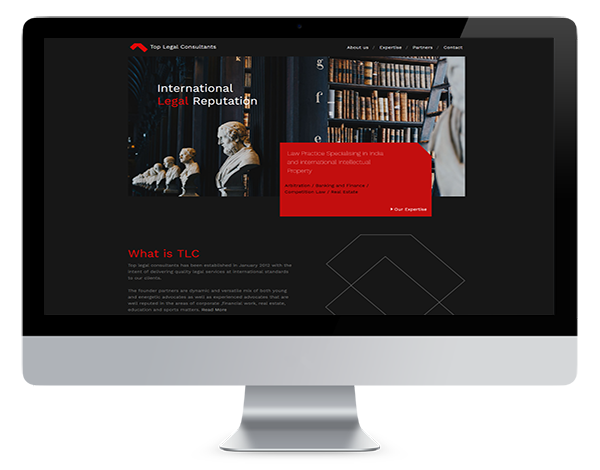 Top Legal Consultants
About us / Expertise / Partners / Contact
k
g
f
e
International
Legal Reputation
Law Practice Specialising in India
and International Intellectual
Property
Arbitration / Banking and Finance /
Competition Law / Real Estate
+ Our Expertise
What is TLC
Top legal consultants has been established in January 2012 with the
intent of delivering quality legal services at international standards
to our clients.
The founder partners are dynamic and versatile mix of both young
and energetic advocates as well as experienced advocates that are
well reputed in the areas of corporate ,financial work, real estate,
education and sports matters. Read More